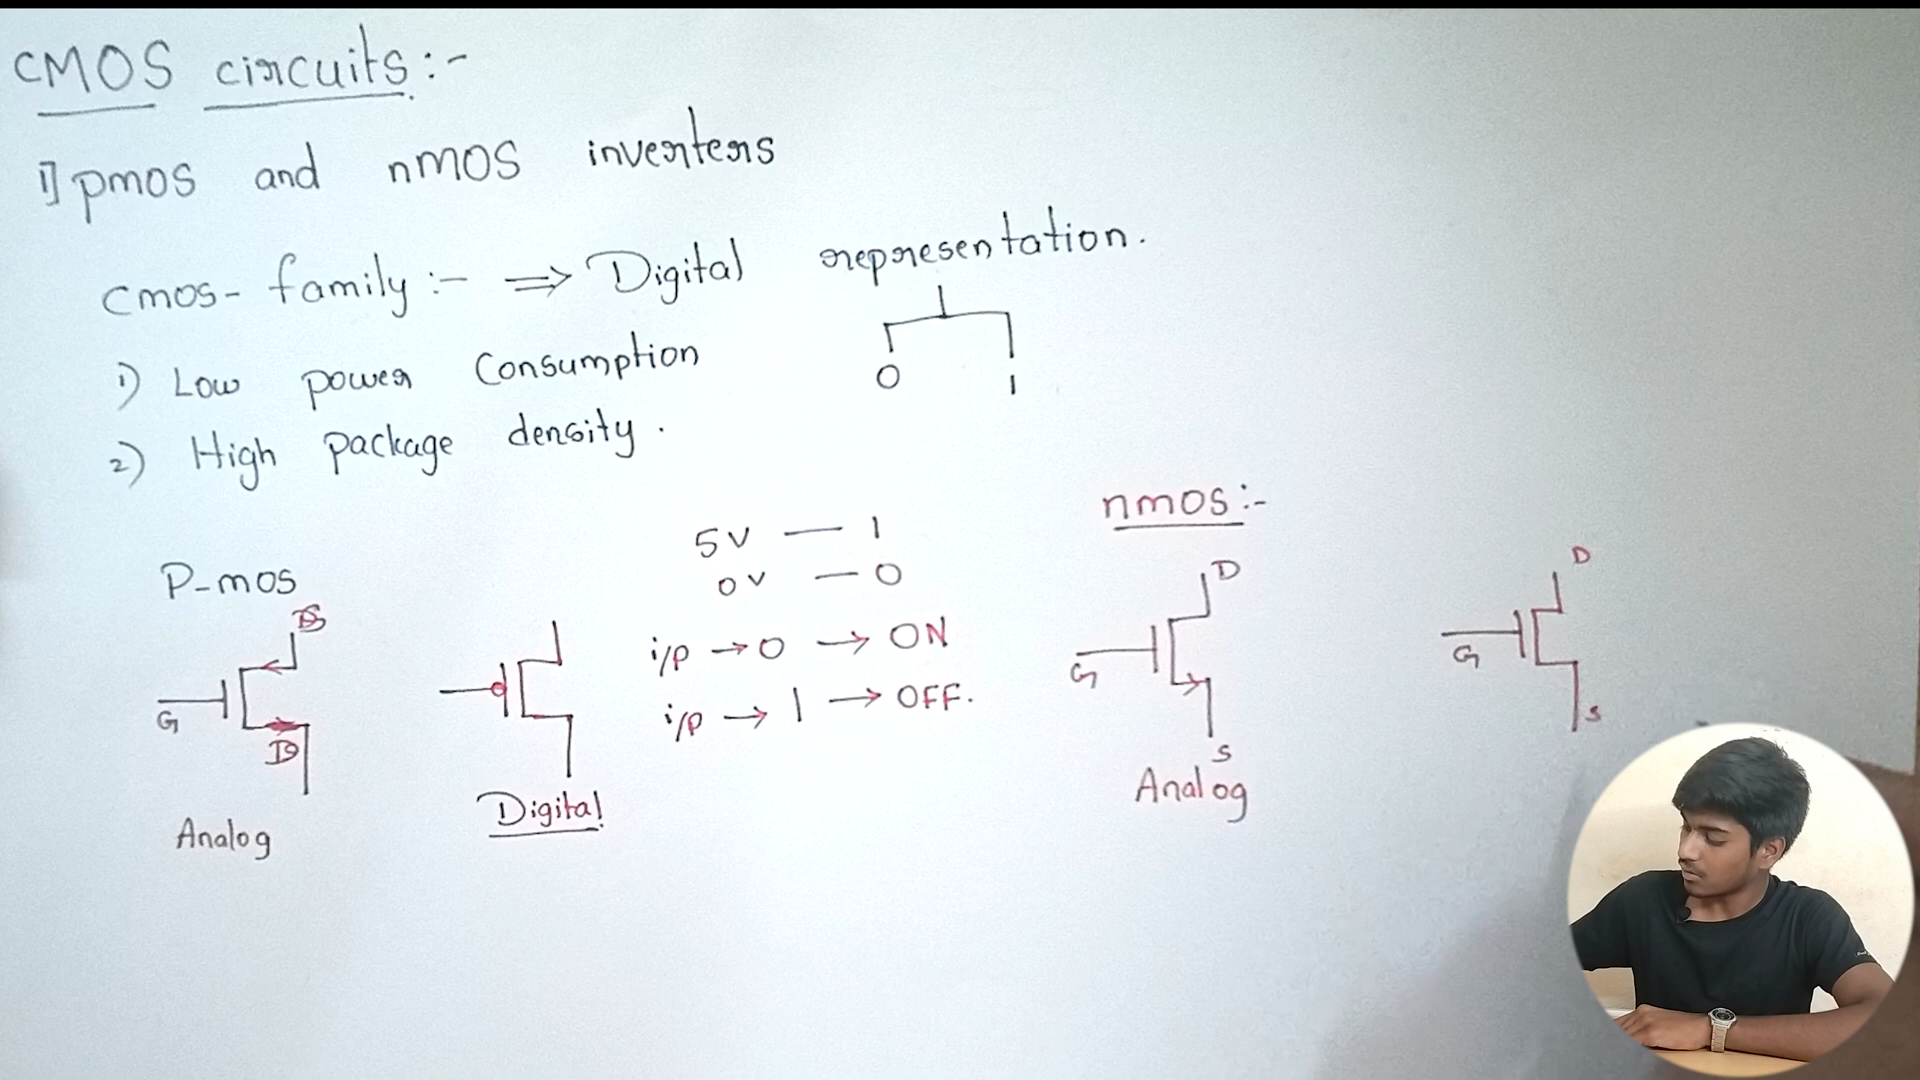 CMOS circuits :-
1] pmos and nMOS inverters
Cmos- family :- ⇒ Digital representation.
0 1
1) Low power Consumption
2) High package density.
5V — 1
0V — 0
i/p → 0 → ON
i/p → 1 → OFF.
P-mos
S
G
D
Analog
Digital
nmos :-
D
G
S
Analog
D
G
S